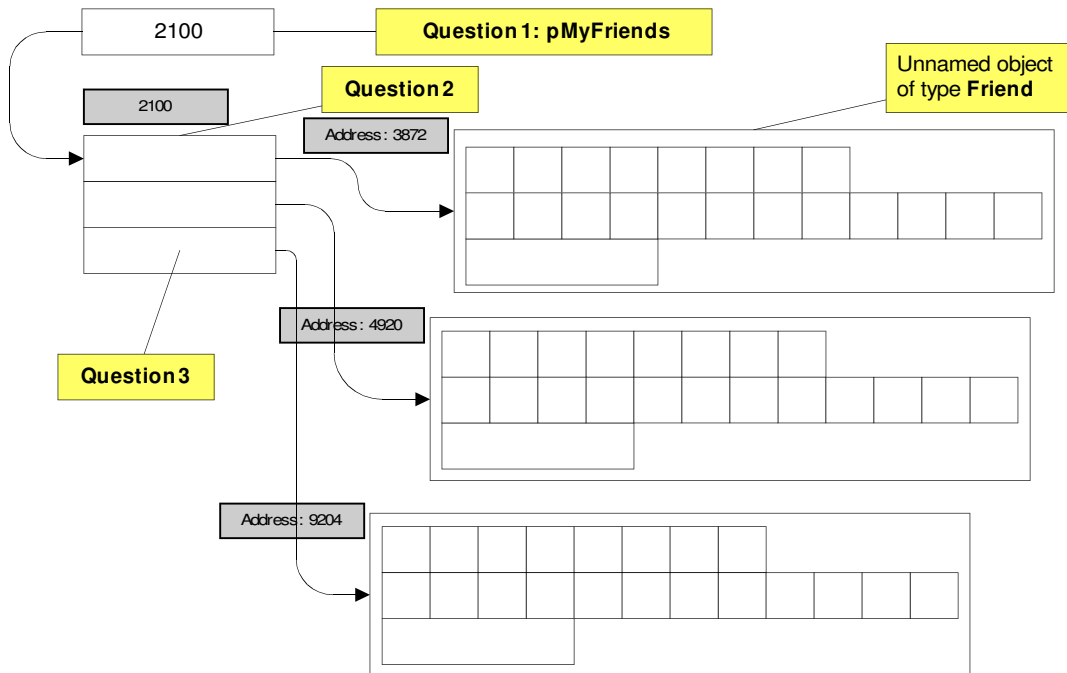 2100
Question 1: pMyFriends
Unnamed object
of type Friend
Question 2
2100
Address: 3872
Address: 4920
Question 3
Address: 9204